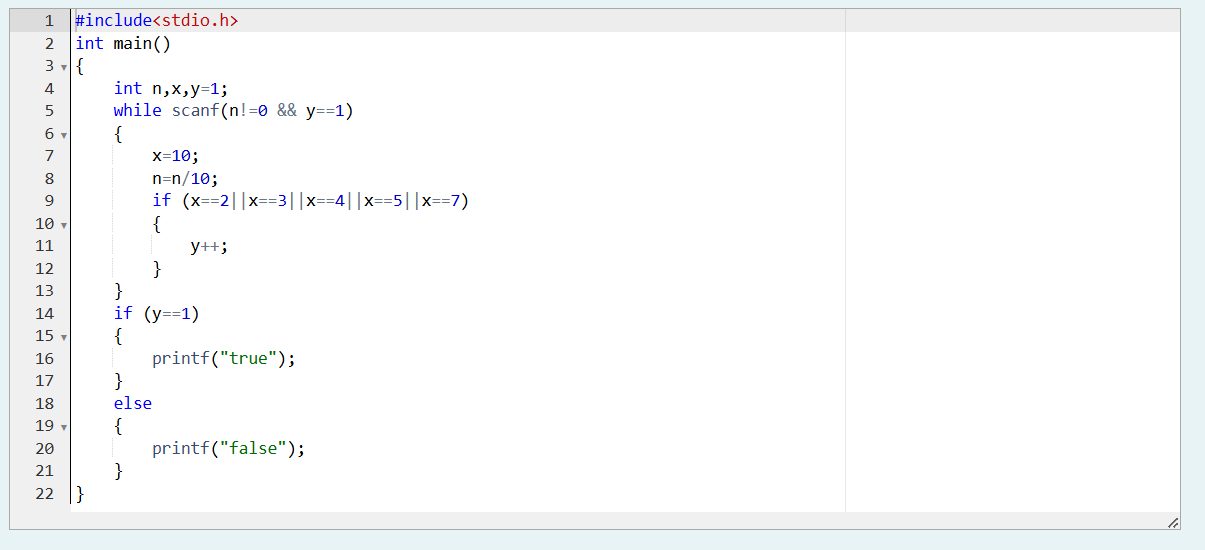 1 #include<stdio.h>
2 int main()
3 {
4     int n,x,y=1;
5     while scanf(n!=0 && y==1)
6     {
7         x=10;
8         n=n/10;
9         if (x==2||x==3||x==4||x==5||x==7)
10         {
11             y++;
12         }
13     }
14     if (y==1)
15     {
16         printf("true");
17     }
18     else
19     {
20         printf("false");
21     }
22 }